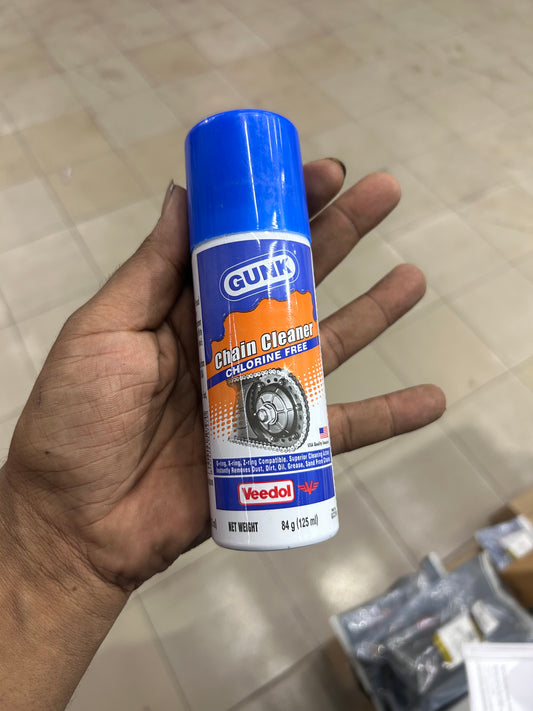 GUNK
Chain Cleaner
CHLORINE FREE
O-ring, X-ring, Z-ring Compatible. Superior Cleaning Action
Instantly Removes Dust, Dirt, Oil, Grease, Sand From Chains
Veedol
NET WEIGHT 84 g (125 ml)